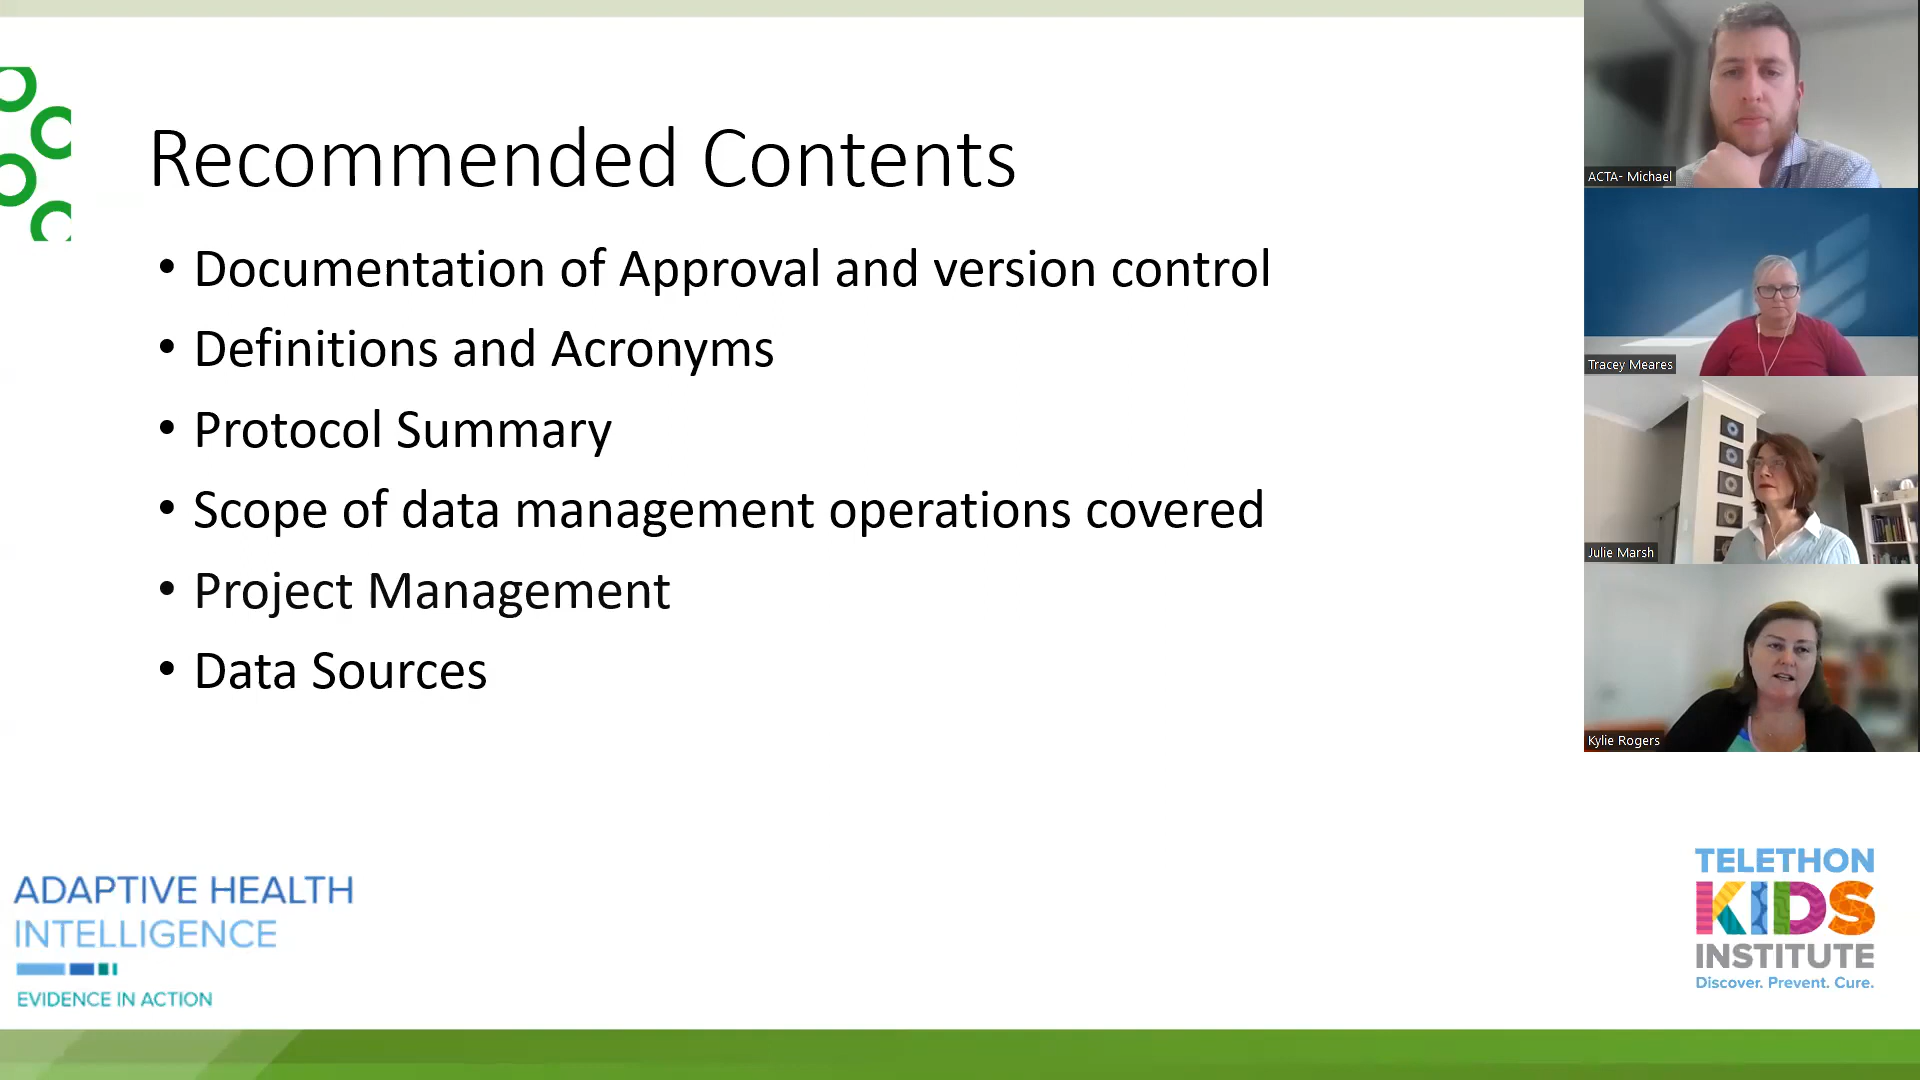 Recommended Contents
• Documentation of Approval and version control
• Definitions and Acronyms
• Protocol Summary
• Scope of data management operations covered
• Project Management
• Data Sources
ACTA- Michael
Tracey Meares
Julie Marsh
Kylie Rogers
ADAPTIVE HEALTH
INTELLIGENCE
EVIDENCE IN ACTION
TELETHON
KIDS
INSTITUTE
Discover. Prevent. Cure.